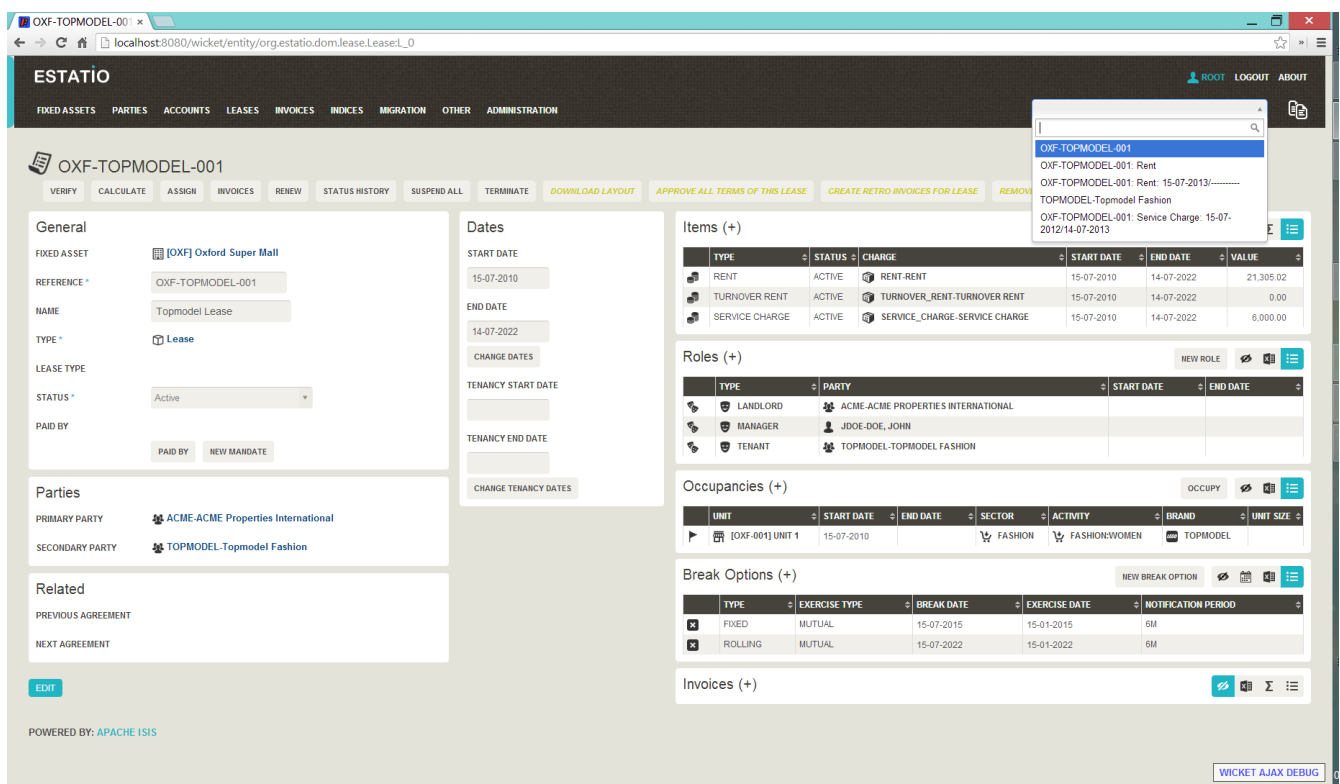 OXF-TOPMODEL-001 ×
localhost:8080/wicket/entity/org.estatio.dom.lease.Lease:L_0
ESTATIO
ROOT LOGOUT ABOUT
FIXED ASSETS PARTIES ACCOUNTS LEASES INVOICES INDICES MIGRATION OTHER ADMINISTRATION
OXF-TOPMODEL-001
OXF-TOPMODEL-001: Rent
OXF-TOPMODEL-001: Rent: 15-07-2013/----------
TOPMODEL-Topmodel Fashion
OXF-TOPMODEL-001: Service Charge: 15-07-
2012/14-07-2013
OXF-TOPMODEL-001
VERIFY CALCULATE ASSIGN INVOICES RENEW STATUS HISTORY SUSPEND ALL TERMINATE DOWNLOAD LAYOUT APPROVE ALL TERMS OF THIS LEASE CREATE RETRO INVOICES FOR LEASE REMOV
General
FIXED ASSET [OXF] Oxford Super Mall
REFERENCE * OXF-TOPMODEL-001
NAME Topmodel Lease
TYPE * Lease
LEASE TYPE
STATUS * Active
PAID BY
PAID BY NEW MANDATE
Parties
PRIMARY PARTY ACME-ACME Properties International
SECONDARY PARTY TOPMODEL-Topmodel Fashion
Related
PREVIOUS AGREEMENT
NEXT AGREEMENT
EDIT
Dates
START DATE
15-07-2010
END DATE
14-07-2022
CHANGE DATES
TENANCY START DATE
TENANCY END DATE
CHANGE TENANCY DATES
Items (+) Σ
TYPE STATUS CHARGE START DATE END DATE VALUE
RENT ACTIVE RENT-RENT 15-07-2010 14-07-2022 21,305.02
TURNOVER RENT ACTIVE TURNOVER_RENT-TURNOVER RENT 15-07-2010 14-07-2022 0.00
SERVICE CHARGE ACTIVE SERVICE_CHARGE-SERVICE CHARGE 15-07-2010 14-07-2022 6,000.00
Roles (+) NEW ROLE
TYPE PARTY START DATE END DATE
LANDLORD ACME-ACME PROPERTIES INTERNATIONAL
MANAGER JDOE-DOE, JOHN
TENANT TOPMODEL-TOPMODEL FASHION
Occupancies (+) OCCUPY
UNIT START DATE END DATE SECTOR ACTIVITY BRAND UNIT SIZE
[OXF-001] UNIT 1 15-07-2010 FASHION FASHION:WOMEN TOPMODEL
Break Options (+) NEW BREAK OPTION
TYPE EXERCISE TYPE BREAK DATE EXERCISE DATE NOTIFICATION PERIOD
FIXED MUTUAL 15-07-2015 15-01-2015 6M
ROLLING MUTUAL 15-07-2022 15-01-2022 6M
Invoices (+) Σ
POWERED BY: APACHE ISIS
WICKET AJAX DEBUG